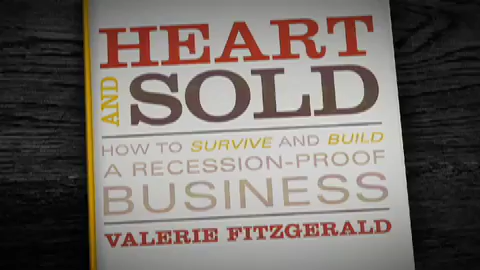 HEART
AND SOLD
HOW TO SURVIVE AND BUILD
A RECESSION-PROOF
BUSINESS
VALERIE FITZGERALD